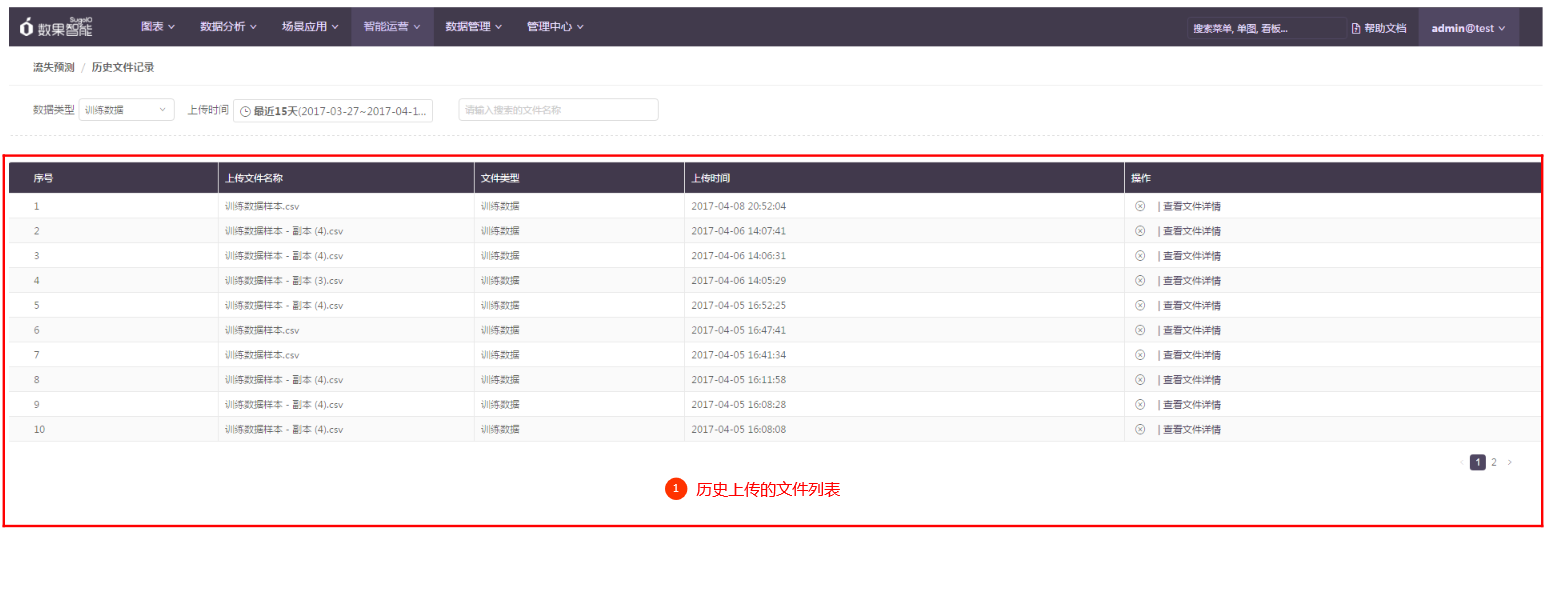 数果智能 SugoIO 图表 数据分析 场景应用 智能运营 数据管理 管理中心 搜索菜单, 单图, 看板... 帮助文档 admin@test
流失预测 / 历史文件记录
数据类型 训练数据 上传时间 最近15天(2017-03-27~2017-04-1... 请输入搜索的文件名称
序号 上传文件名称 文件类型 上传时间 操作
1 训练数据样本.csv 训练数据 2017-04-08 20:52:04 | 查看文件详情
2 训练数据样本 - 副本 (4).csv 训练数据 2017-04-06 14:07:41 | 查看文件详情
3 训练数据样本 - 副本 (4).csv 训练数据 2017-04-06 14:06:31 | 查看文件详情
4 训练数据样本 - 副本 (3).csv 训练数据 2017-04-06 14:05:29 | 查看文件详情
5 训练数据样本 - 副本 (4).csv 训练数据 2017-04-05 16:52:25 | 查看文件详情
6 训练数据样本.csv 训练数据 2017-04-05 16:47:41 | 查看文件详情
7 训练数据样本.csv 训练数据 2017-04-05 16:41:34 | 查看文件详情
8 训练数据样本 - 副本 (4).csv 训练数据 2017-04-05 16:11:58 | 查看文件详情
9 训练数据样本 - 副本 (4).csv 训练数据 2017-04-05 16:08:28 | 查看文件详情
10 训练数据样本 - 副本 (4).csv 训练数据 2017-04-05 16:08:08 | 查看文件详情
< 1 2 >
1 历史上传的文件列表